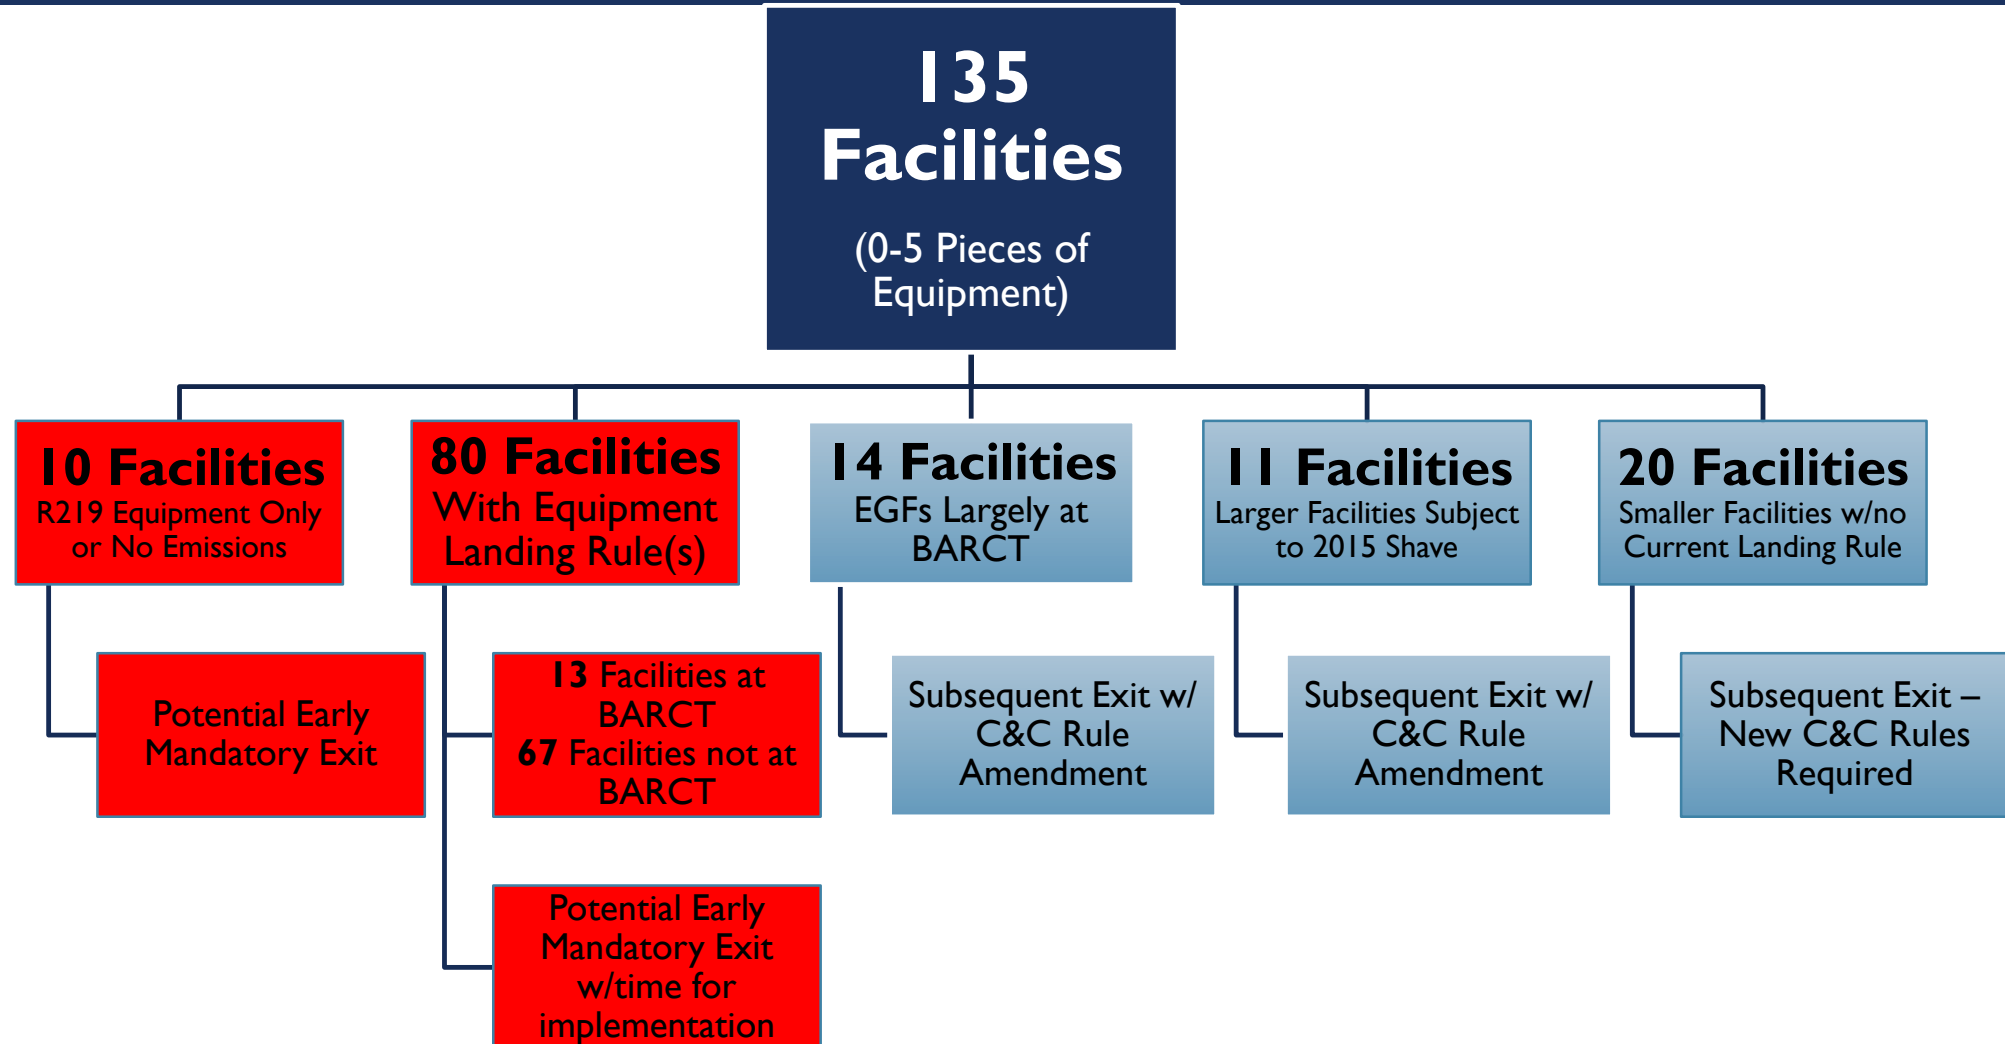 135
Facilities
(0-5 Pieces of
Equipment)
10 Facilities
R219 Equipment Only
or No Emissions
Potential Early
Mandatory Exit
80 Facilities
With Equipment
Landing Rule(s)
13 Facilities at
BARCT
67 Facilities not at
BARCT
Potential Early
Mandatory Exit
w/time for
implementation
14 Facilities
EGFs Largely at
BARCT
Subsequent Exit w/
C&C Rule
Amendment
11 Facilities
Larger Facilities Subject
to 2015 Shave
Subsequent Exit w/
C&C Rule
Amendment
20 Facilities
Smaller Facilities w/no
Current Landing Rule
Subsequent Exit –
New C&C Rules
Required